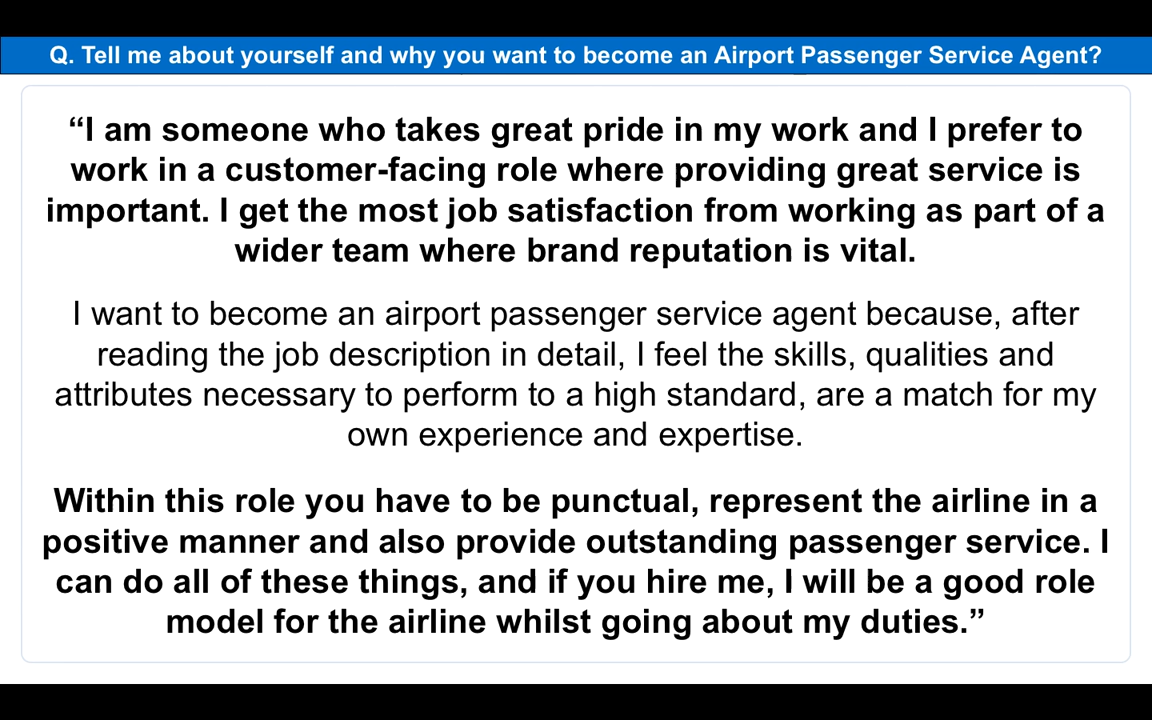 Q. Tell me about yourself and why you want to become an Airport Passenger Service Agent?
“I am someone who takes great pride in my work and I prefer to
work in a customer-facing role where providing great service is
important. I get the most job satisfaction from working as part of a
wider team where brand reputation is vital.
I want to become an airport passenger service agent because, after
reading the job description in detail, I feel the skills, qualities and
attributes necessary to perform to a high standard, are a match for my
own experience and expertise.
Within this role you have to be punctual, represent the airline in a
positive manner and also provide outstanding passenger service. I
can do all of these things, and if you hire me, I will be a good role
model for the airline whilst going about my duties.”